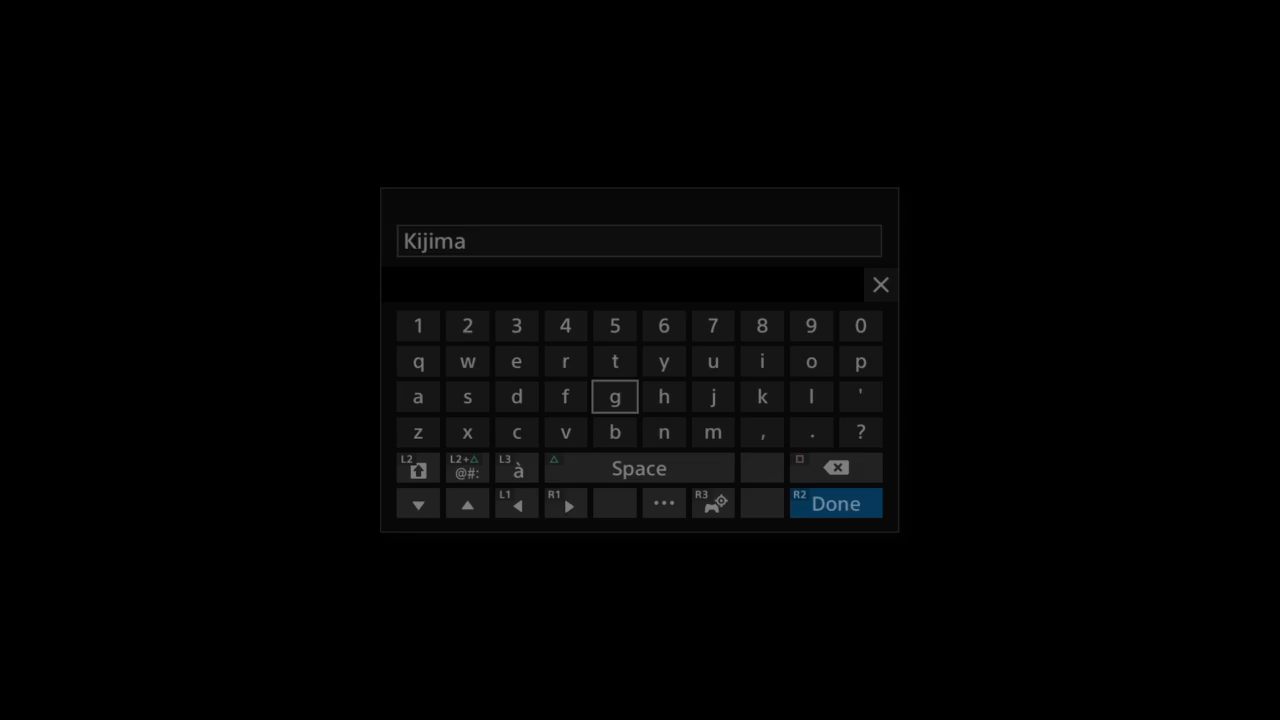 Kijima
1 2 3 4 5 6 7 8 9 0
q w e r t y u i o p
a s d f g h j k l '
z x c v b n m , . ?
L2 L2+△ @#: L3 à △ Space □
L1 R1 ... R3 R2 Done